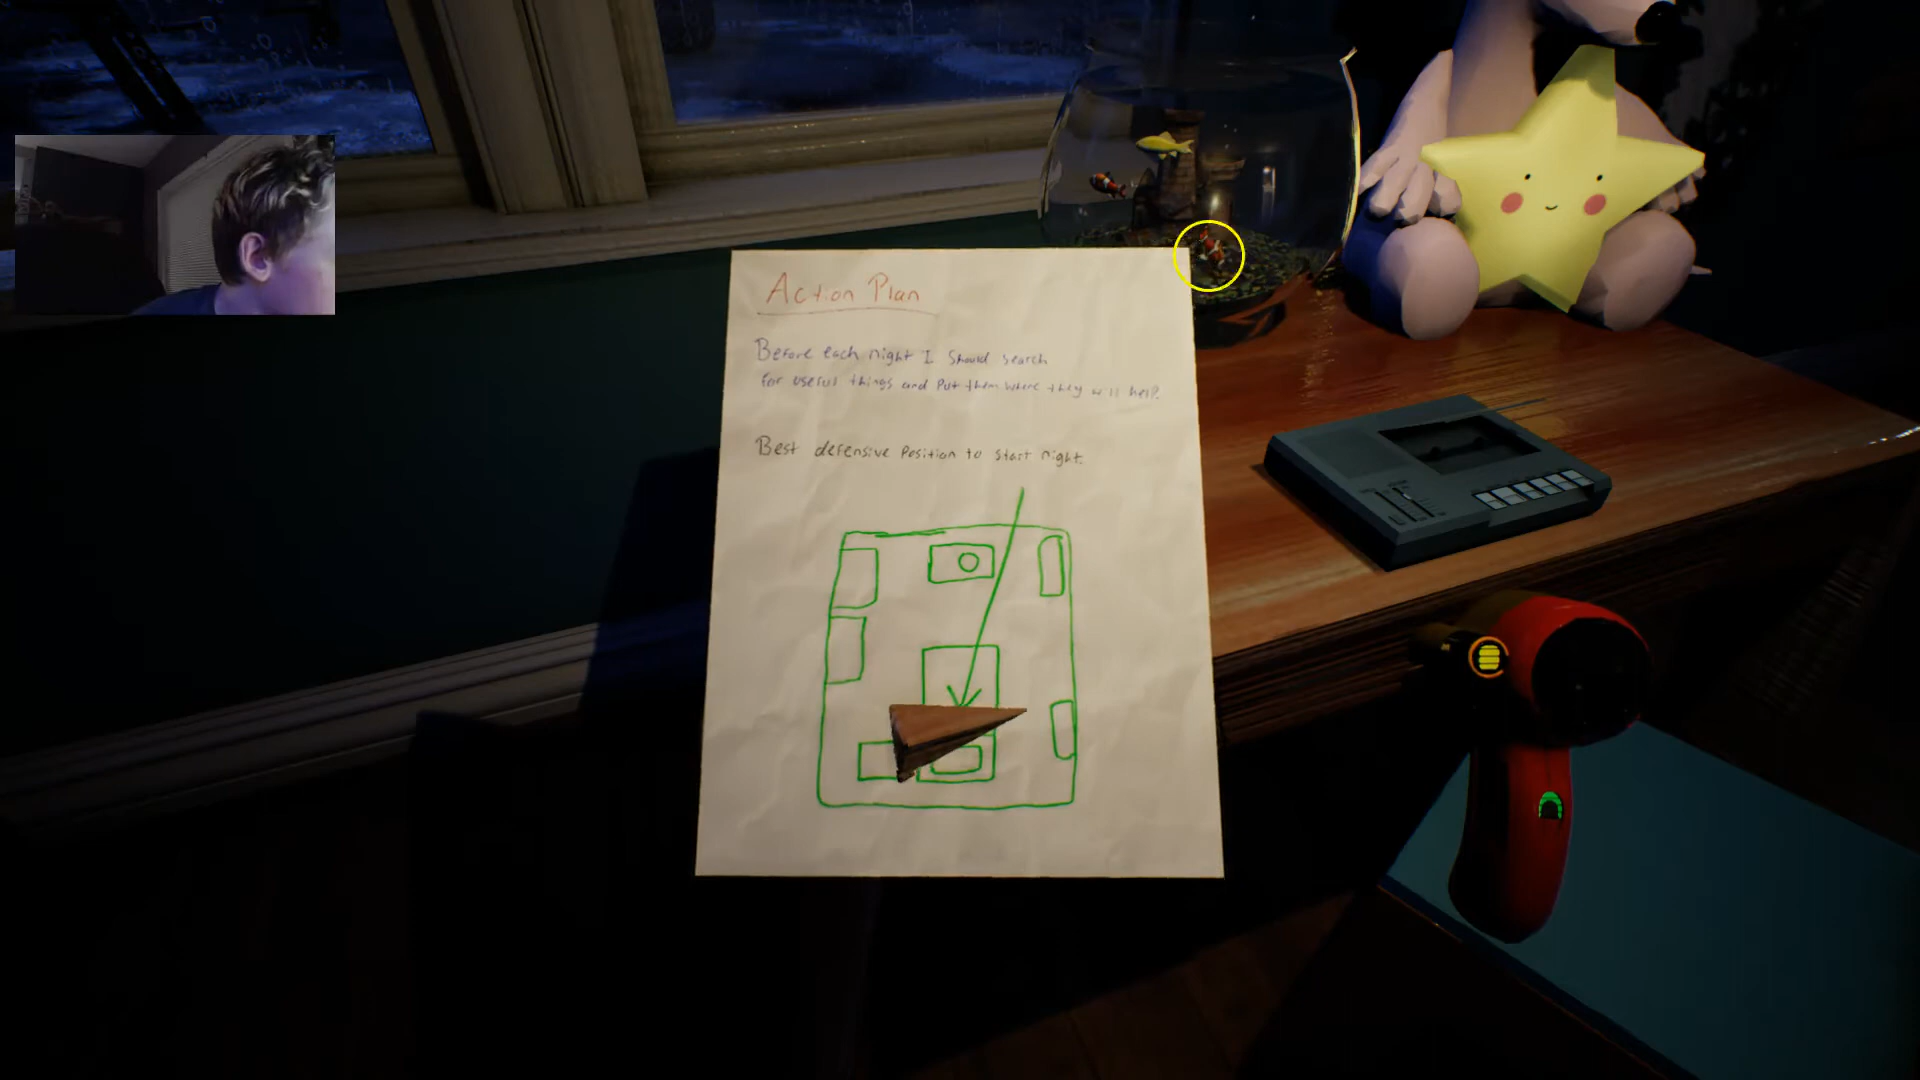 Action Plan
Before each night I should search
for useful things and Put them where they will help.
Best defensive Position to start night.